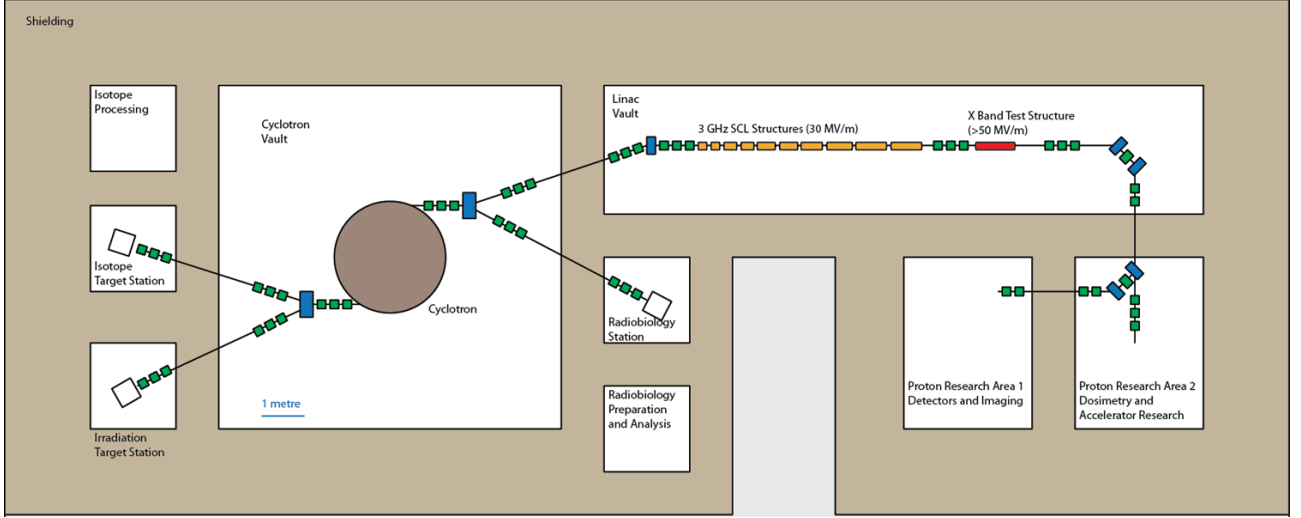 Shielding
Isotope
Processing
Cyclotron
Vault
Linac
Vault
3 GHz SCL Structures (30 MV/m)
X Band Test Structure
(>50 MV/m)
Isotope
Target Station
Cyclotron
Radiobiology
Station
1 metre
Irradiation
Target Station
Radiobiology
Preparation
and Analysis
Proton Research Area 1
Detectors and Imaging
Proton Research Area 2
Dosimetry and
Accelerator Research